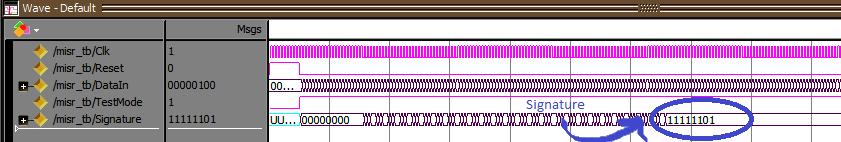 Wave - Default
Msgs
/misr_tb/Clk 1
/misr_tb/Reset 0
/misr_tb/DataIn 00000100 00...
/misr_tb/TestMode 1
Signature
/misr_tb/Signature 11111101 UU... 00000000 11111101